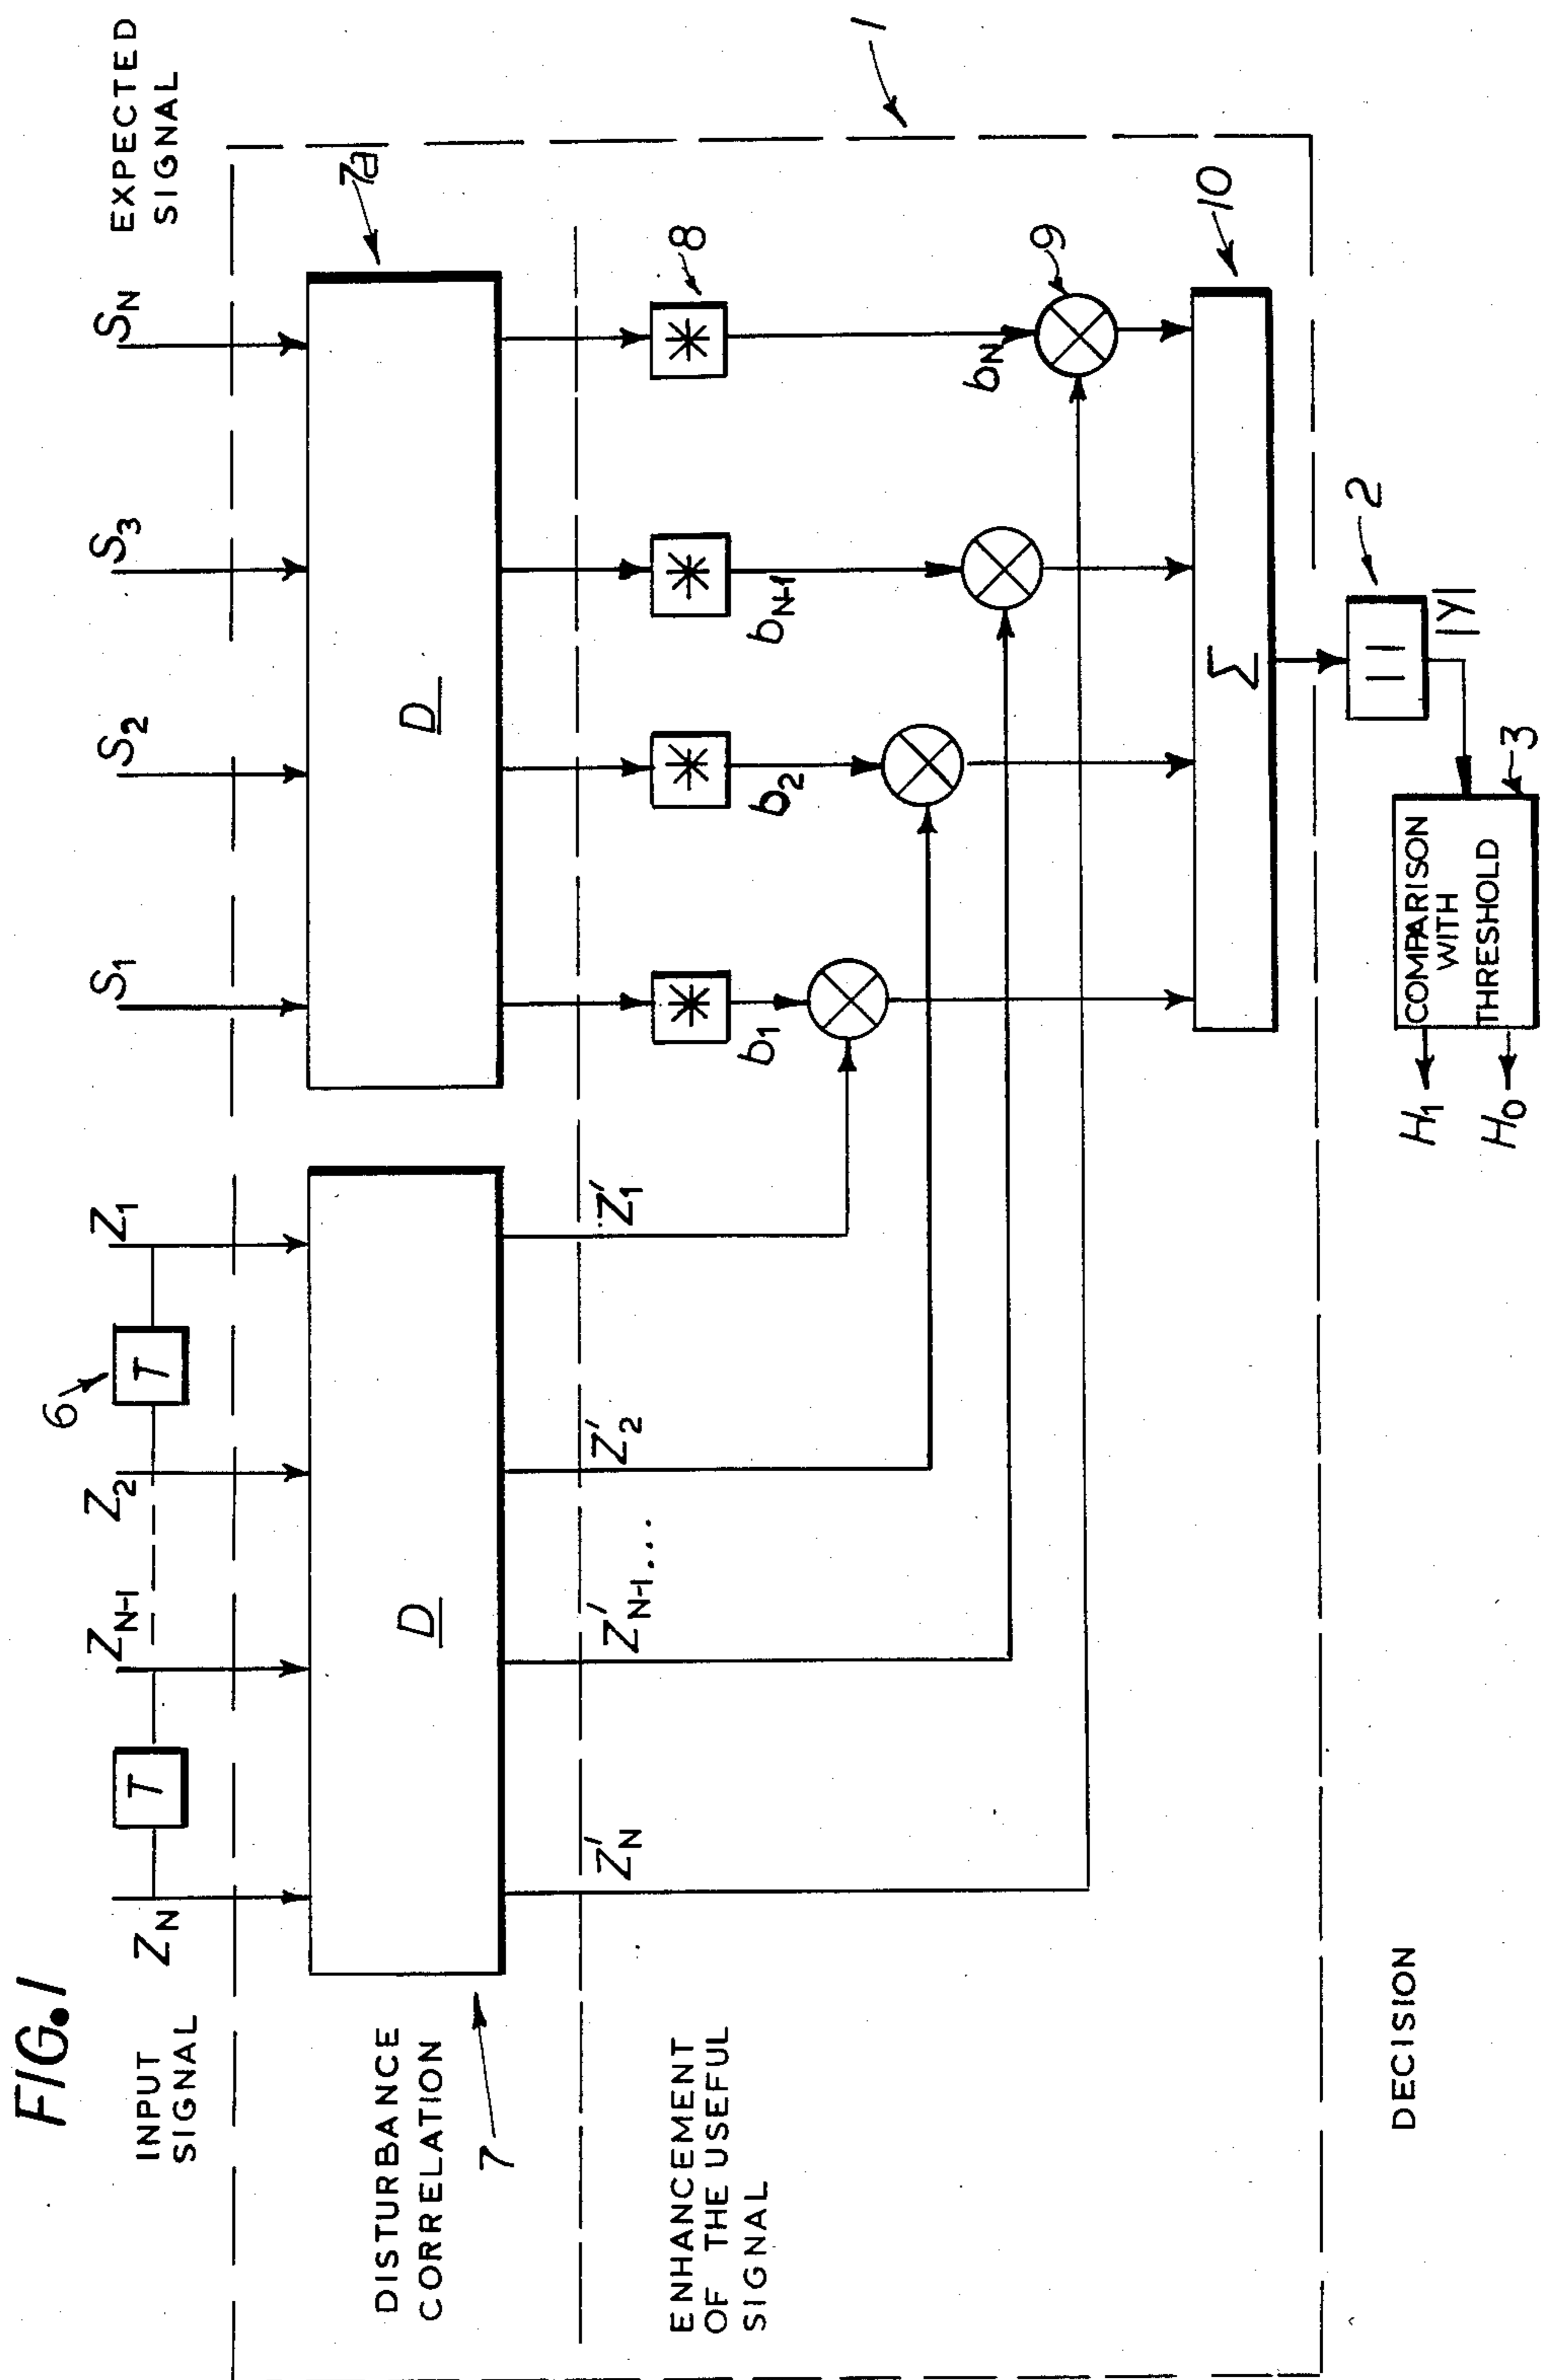 FIG.1
INPUT
SIGNAL
ZN
T
ZN-1
Z2
6
T
Z1
S1
S2
S3
SN
EXPECTED
SIGNAL
DISTURBANCE
CORRELATION
7
D
D
7a
1
ENHANCEMENT
OF THE USEFUL
SIGNAL
Z'N
Z'N-1...
Z'2
Z'1
*
*
*
*
8
b1
b2
bN-1
bN
9
Σ
10
DECISION
| |
2
|Y|
COMPARISON
WITH
THRESHOLD
3
H1
H0